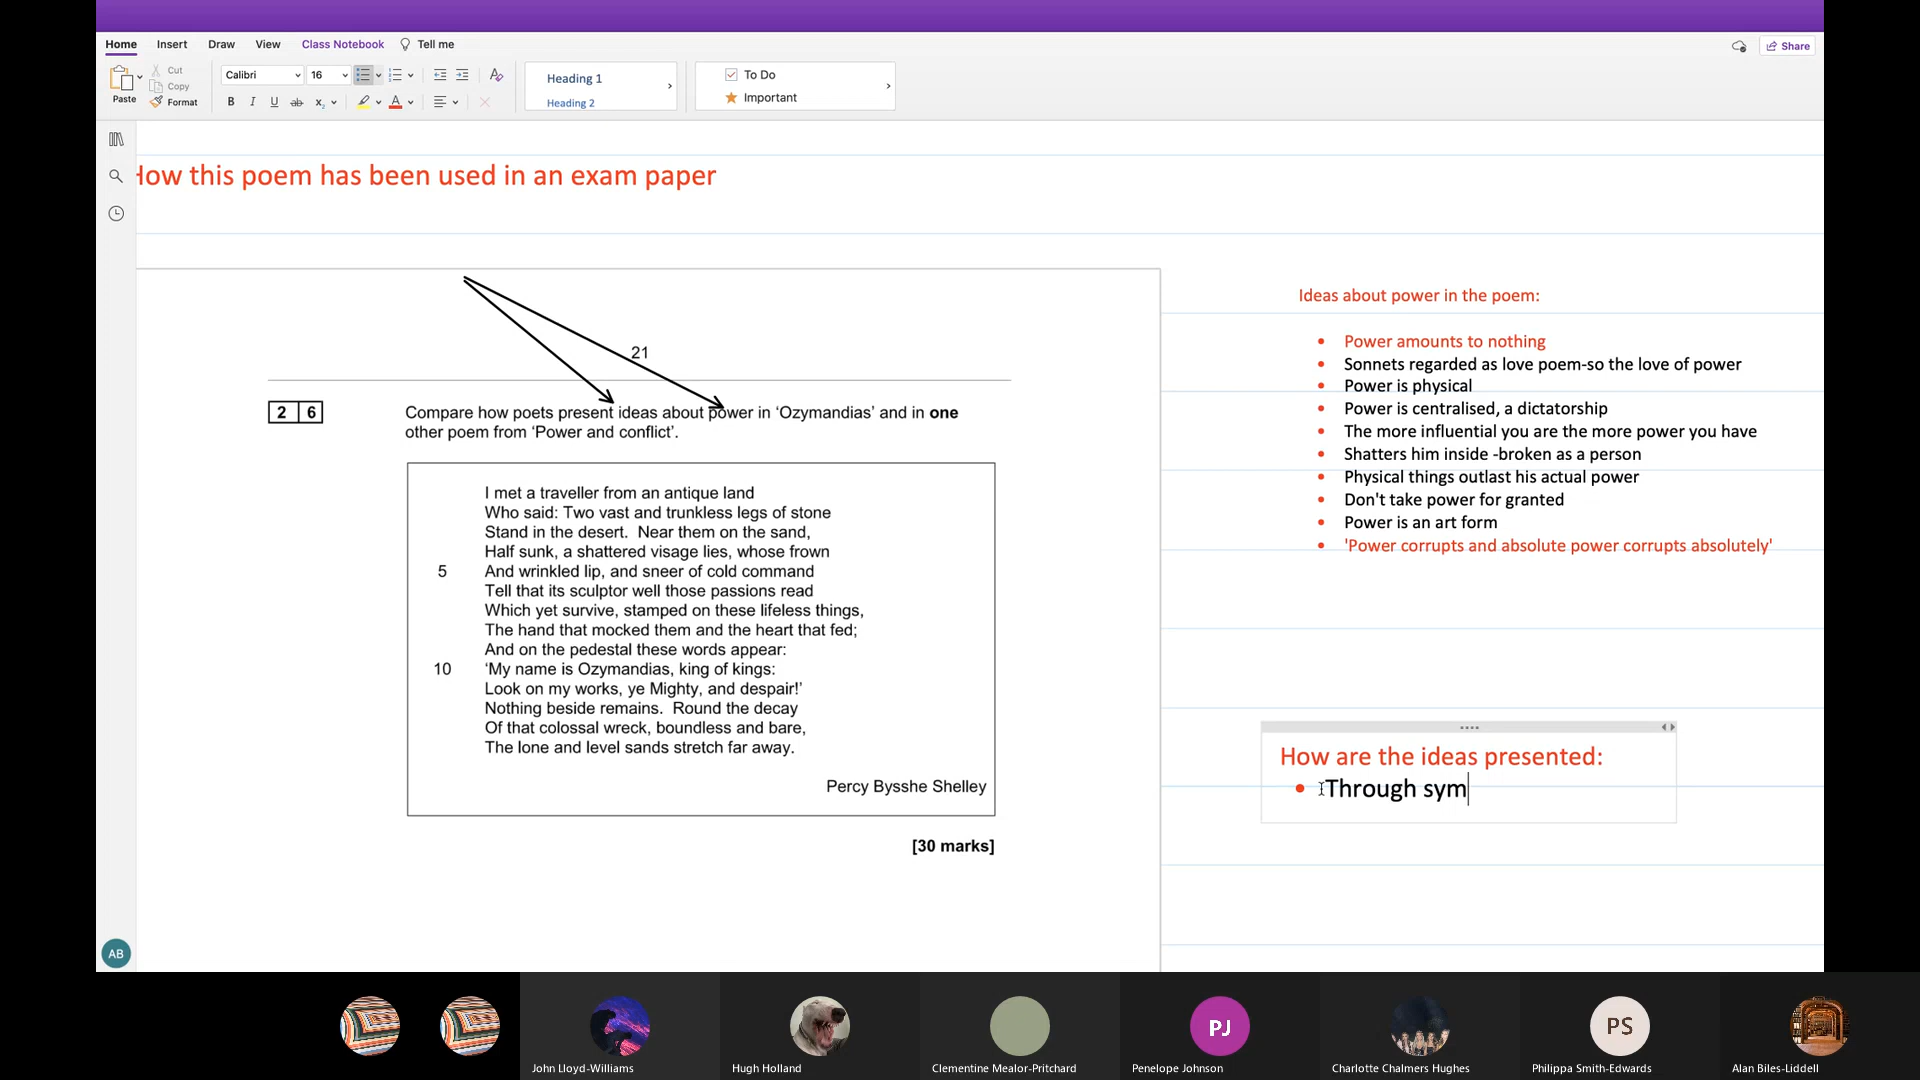 Home Insert Draw View Class Notebook Tell me
Share
Paste
Cut
Copy
Format
Calibri 16
B I U ab x₂ A
Heading 1
Heading 2
To Do
Important
How this poem has been used in an exam paper
21
2 6
Compare how poets present ideas about power in ‘Ozymandias’ and in one
other poem from ‘Power and conflict’.
I met a traveller from an antique land
Who said: Two vast and trunkless legs of stone
Stand in the desert. Near them on the sand,
Half sunk, a shattered visage lies, whose frown
5 And wrinkled lip, and sneer of cold command
Tell that its sculptor well those passions read
Which yet survive, stamped on these lifeless things,
The hand that mocked them and the heart that fed;
And on the pedestal these words appear:
10 ‘My name is Ozymandias, king of kings:
Look on my works, ye Mighty, and despair!’
Nothing beside remains. Round the decay
Of that colossal wreck, boundless and bare,
The lone and level sands stretch far away.
Percy Bysshe Shelley
[30 marks]
Ideas about power in the poem:
• Power amounts to nothing
• Sonnets regarded as love poem-so the love of power
• Power is physical
• Power is centralised, a dictatorship
• The more influential you are the more power you have
• Shatters him inside -broken as a person
• Physical things outlast his actual power
• Don't take power for granted
• Power is an art form
• 'Power corrupts and absolute power corrupts absolutely'
How are the ideas presented:
• Through sym
AB
PJ
PS
John Lloyd-Williams
Hugh Holland
Clementine Mealor-Pritchard
Penelope Johnson
Charlotte Chalmers Hughes
Philippa Smith-Edwards
Alan Biles-Liddell